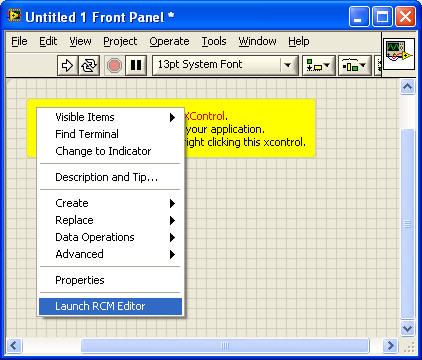 Untitled 1 Front Panel *
File Edit View Project Operate Tools Window Help
13pt System Font
XControl.
your application.
right clicking this xcontrol.
Visible Items
Find Terminal
Change to Indicator
Description and Tip...
Create
Replace
Data Operations
Advanced
Properties
Launch RCM Editor